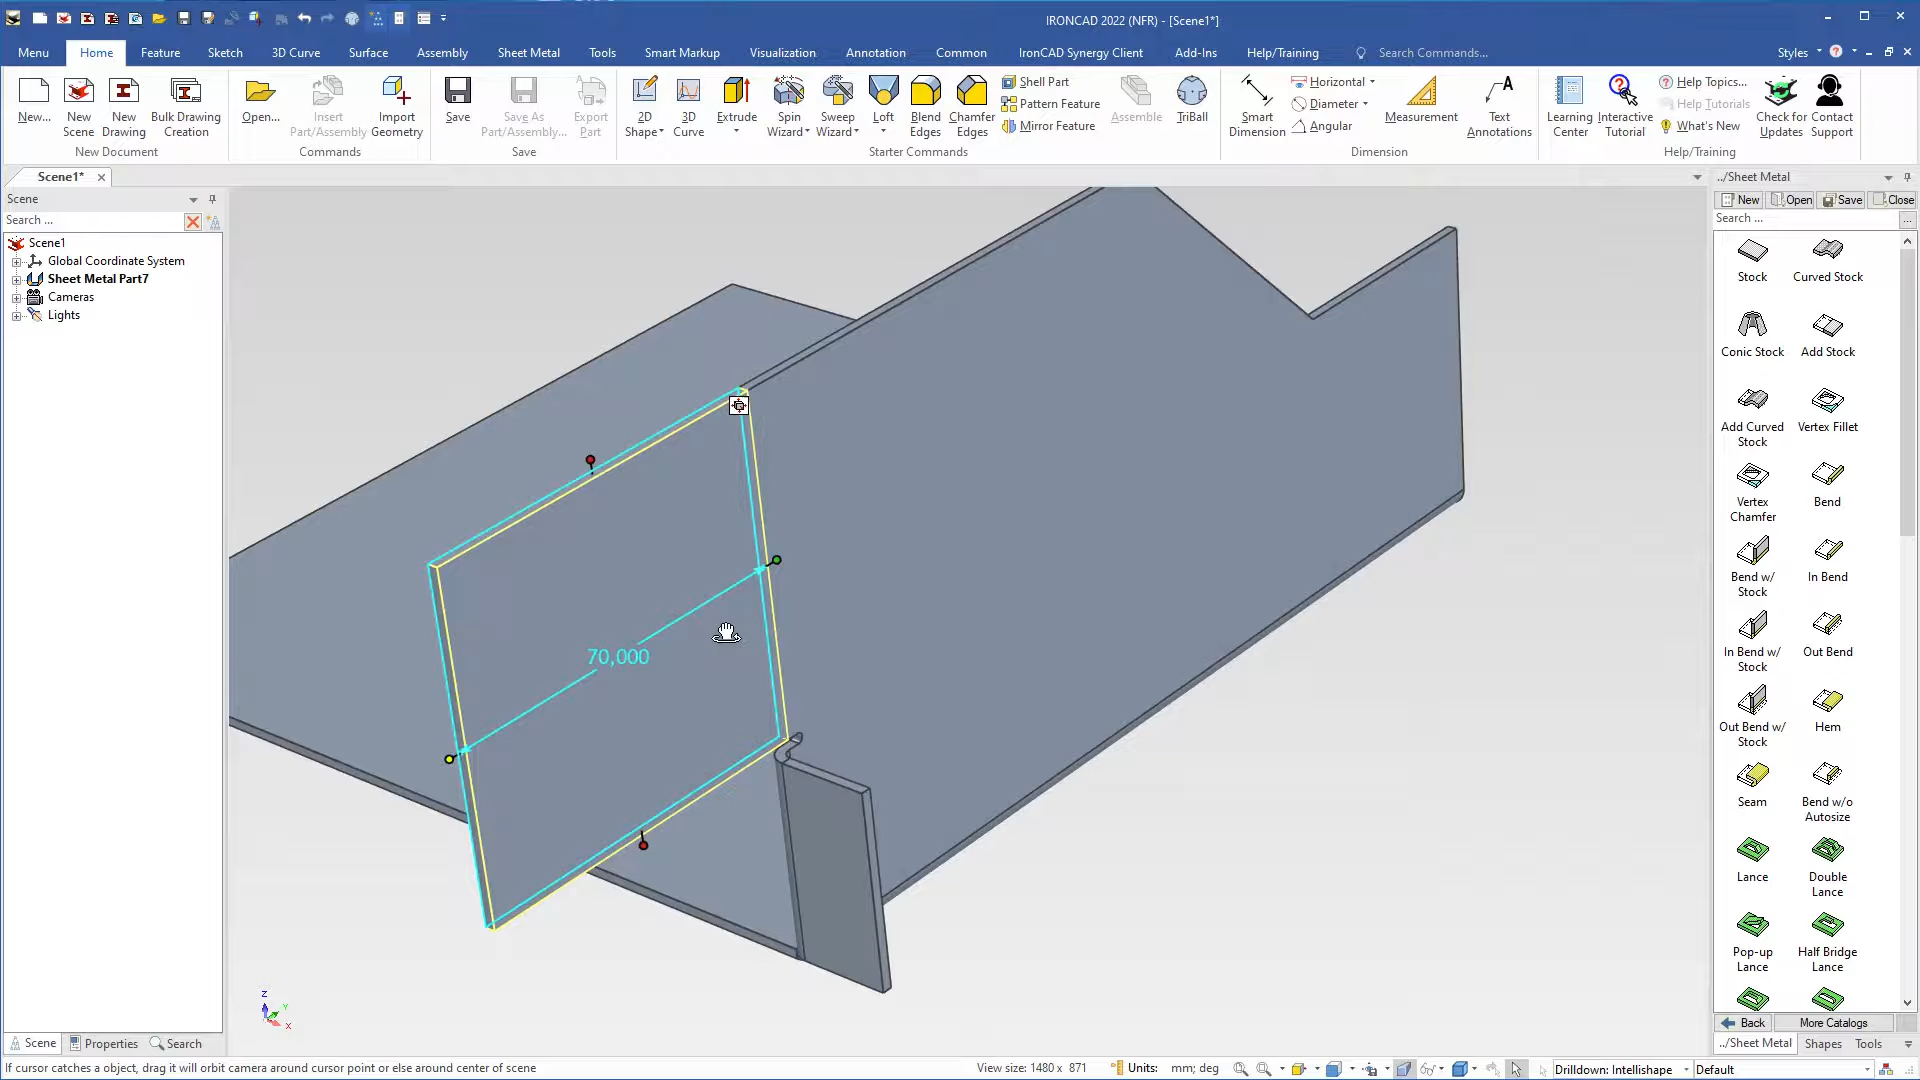 IRONCAD 2022 (NFR) - [Scene1*]
Menu Home Feature Sketch 3D Curve Surface Assembly Sheet Metal Tools Smart Markup Visualization Annotation Common IronCAD Synergy Client Add-Ins Help/Training Search Commands... Styles
New... New Scene New Drawing Bulk Drawing Creation
New Document
Open... Insert Part/Assembly Import Geometry
Commands
Save Save As Part/Assembly... Export Part
Save
2D Shape 3D Curve Extrude Spin Wizard Sweep Wizard Loft Blend Edges Chamfer Edges
Shell Part
Pattern Feature
Mirror Feature
Assemble TriBall
Starter Commands
Smart Dimension
Horizontal
Diameter
Angular
Measurement Text Annotations
Dimension
Learning Center Interactive Tutorial
Help Topics...
Help Tutorials
What's New
Check for Updates Contact Support
Help/Training
Scene1*
Scene
Search ...
Scene1
Global Coordinate System
Sheet Metal Part7
Cameras
Lights
70,000
Z
Y
X
../Sheet Metal
New Open Save Close
Search ...
...
Stock Curved Stock
Conic Stock Add Stock
Add Curved Stock Vertex Fillet
Vertex Chamfer Bend
Bend w/ Stock In Bend
In Bend w/ Stock Out Bend
Out Bend w/ Stock Hem
Seam Bend w/o Autosize
Lance Double Lance
Pop-up Lance Half Bridge Lance
Back More Catalogs
../Sheet Metal Shapes Tools
Scene Properties Search
If cursor catches a object, drag it will orbit camera around cursor point or else around center of scene
View size: 1480 x 871 Units: mm; deg Drilldown: Intellishape Default